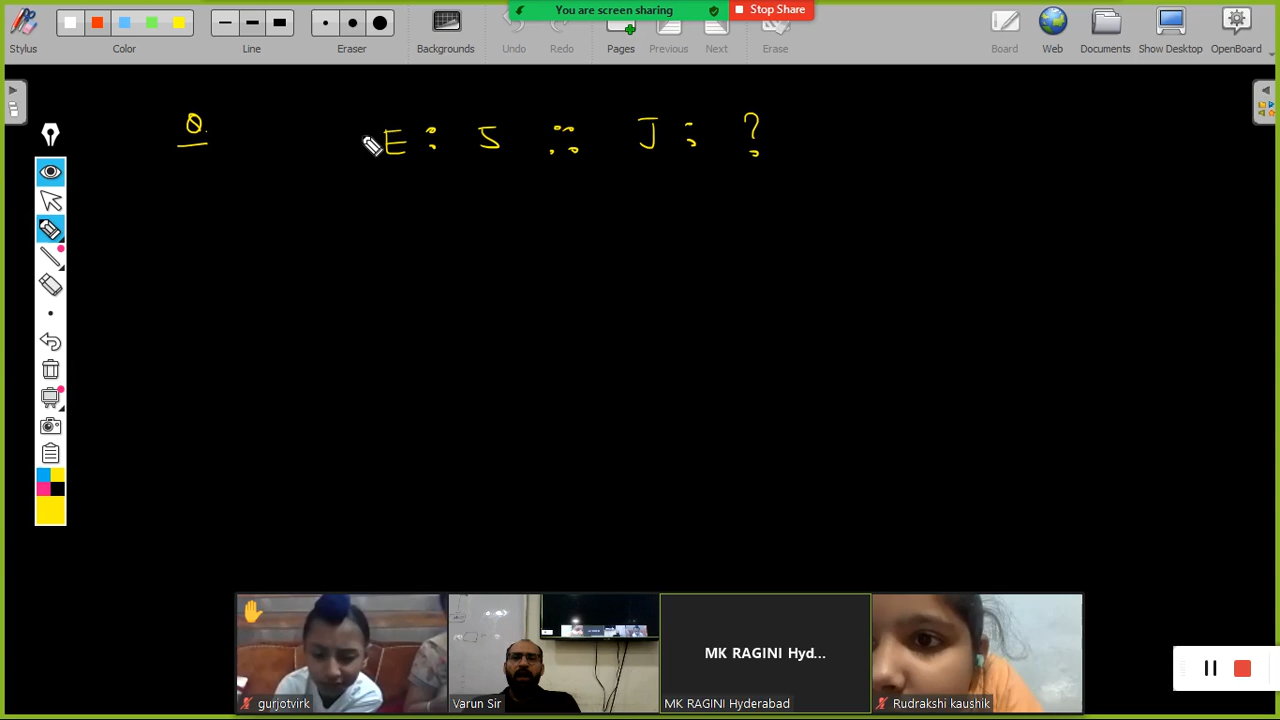 You are screen sharing Stop Share
Stylus Color Line Eraser Backgrounds Undo Redo Pages Previous Next Erase Board Web Documents Show Desktop OpenBoard
Q. E : S :: J : ?
MK RAGINI Hyd...
gurjotvirk Varun Sir MK RAGINI Hyderabad Rudrakshi kaushik